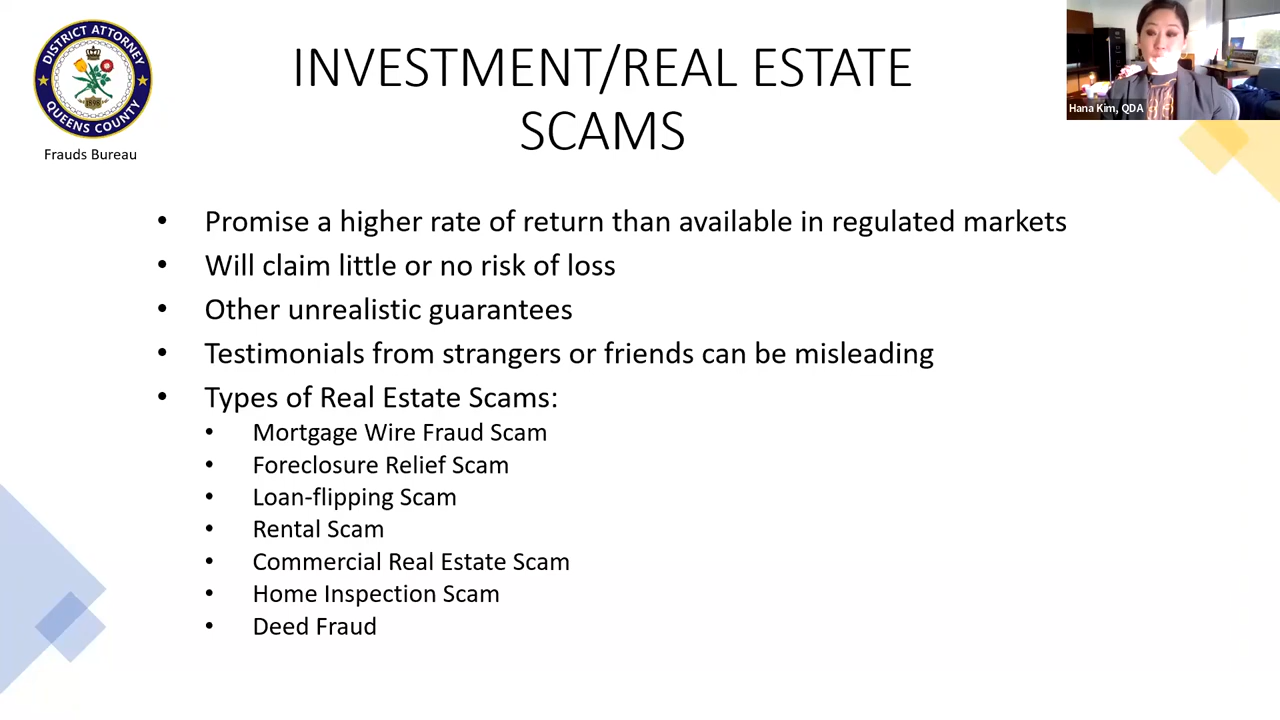 DISTRICT ATTORNEY
QUEENS COUNTY
1898
Frauds Bureau
INVESTMENT/REAL ESTATE
SCAMS
Hana Kim, QDA
• Promise a higher rate of return than available in regulated markets
• Will claim little or no risk of loss
• Other unrealistic guarantees
• Testimonials from strangers or friends can be misleading
• Types of Real Estate Scams:
• Mortgage Wire Fraud Scam
• Foreclosure Relief Scam
• Loan-flipping Scam
• Rental Scam
• Commercial Real Estate Scam
• Home Inspection Scam
• Deed Fraud